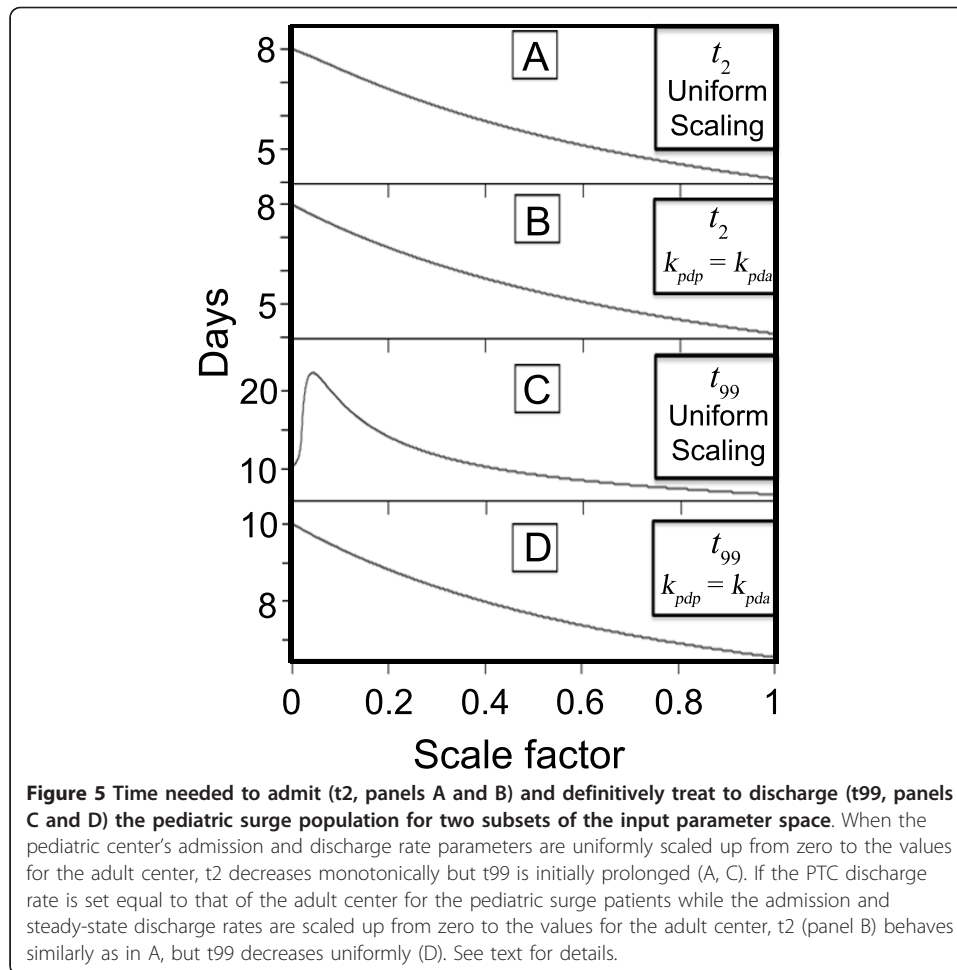 8
5
A
t2
Uniform
Scaling
8
5
B
t2
kpdp = kpda
Days
20
10
C
t99
Uniform
Scaling
10
8
D
t99
kpdp = kpda
0 0.2 0.4 0.6 0.8 1
Scale factor
Figure 5 Time needed to admit (t2, panels A and B) and definitively treat to discharge (t99, panels
C and D) the pediatric surge population for two subsets of the input parameter space. When the
pediatric center's admission and discharge rate parameters are uniformly scaled up from zero to the values
for the adult center, t2 decreases monotonically but t99 is initially prolonged (A, C). If the PTC discharge
rate is set equal to that of the adult center for the pediatric surge patients while the admission and
steady-state discharge rates are scaled up from zero to the values for the adult center, t2 (panel B) behaves
similarly as in A, but t99 decreases uniformly (D). See text for details.